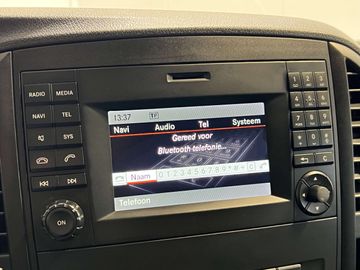 13:37 TP
Navi Audio Tel Systeem
Gereed voor
Bluetooth-telefonie...
Naam 0 1 2 3 4 5 6 7 8 9 * # + C
Telefoon
RADIO MEDIA
NAVI TEL
SYS
ON